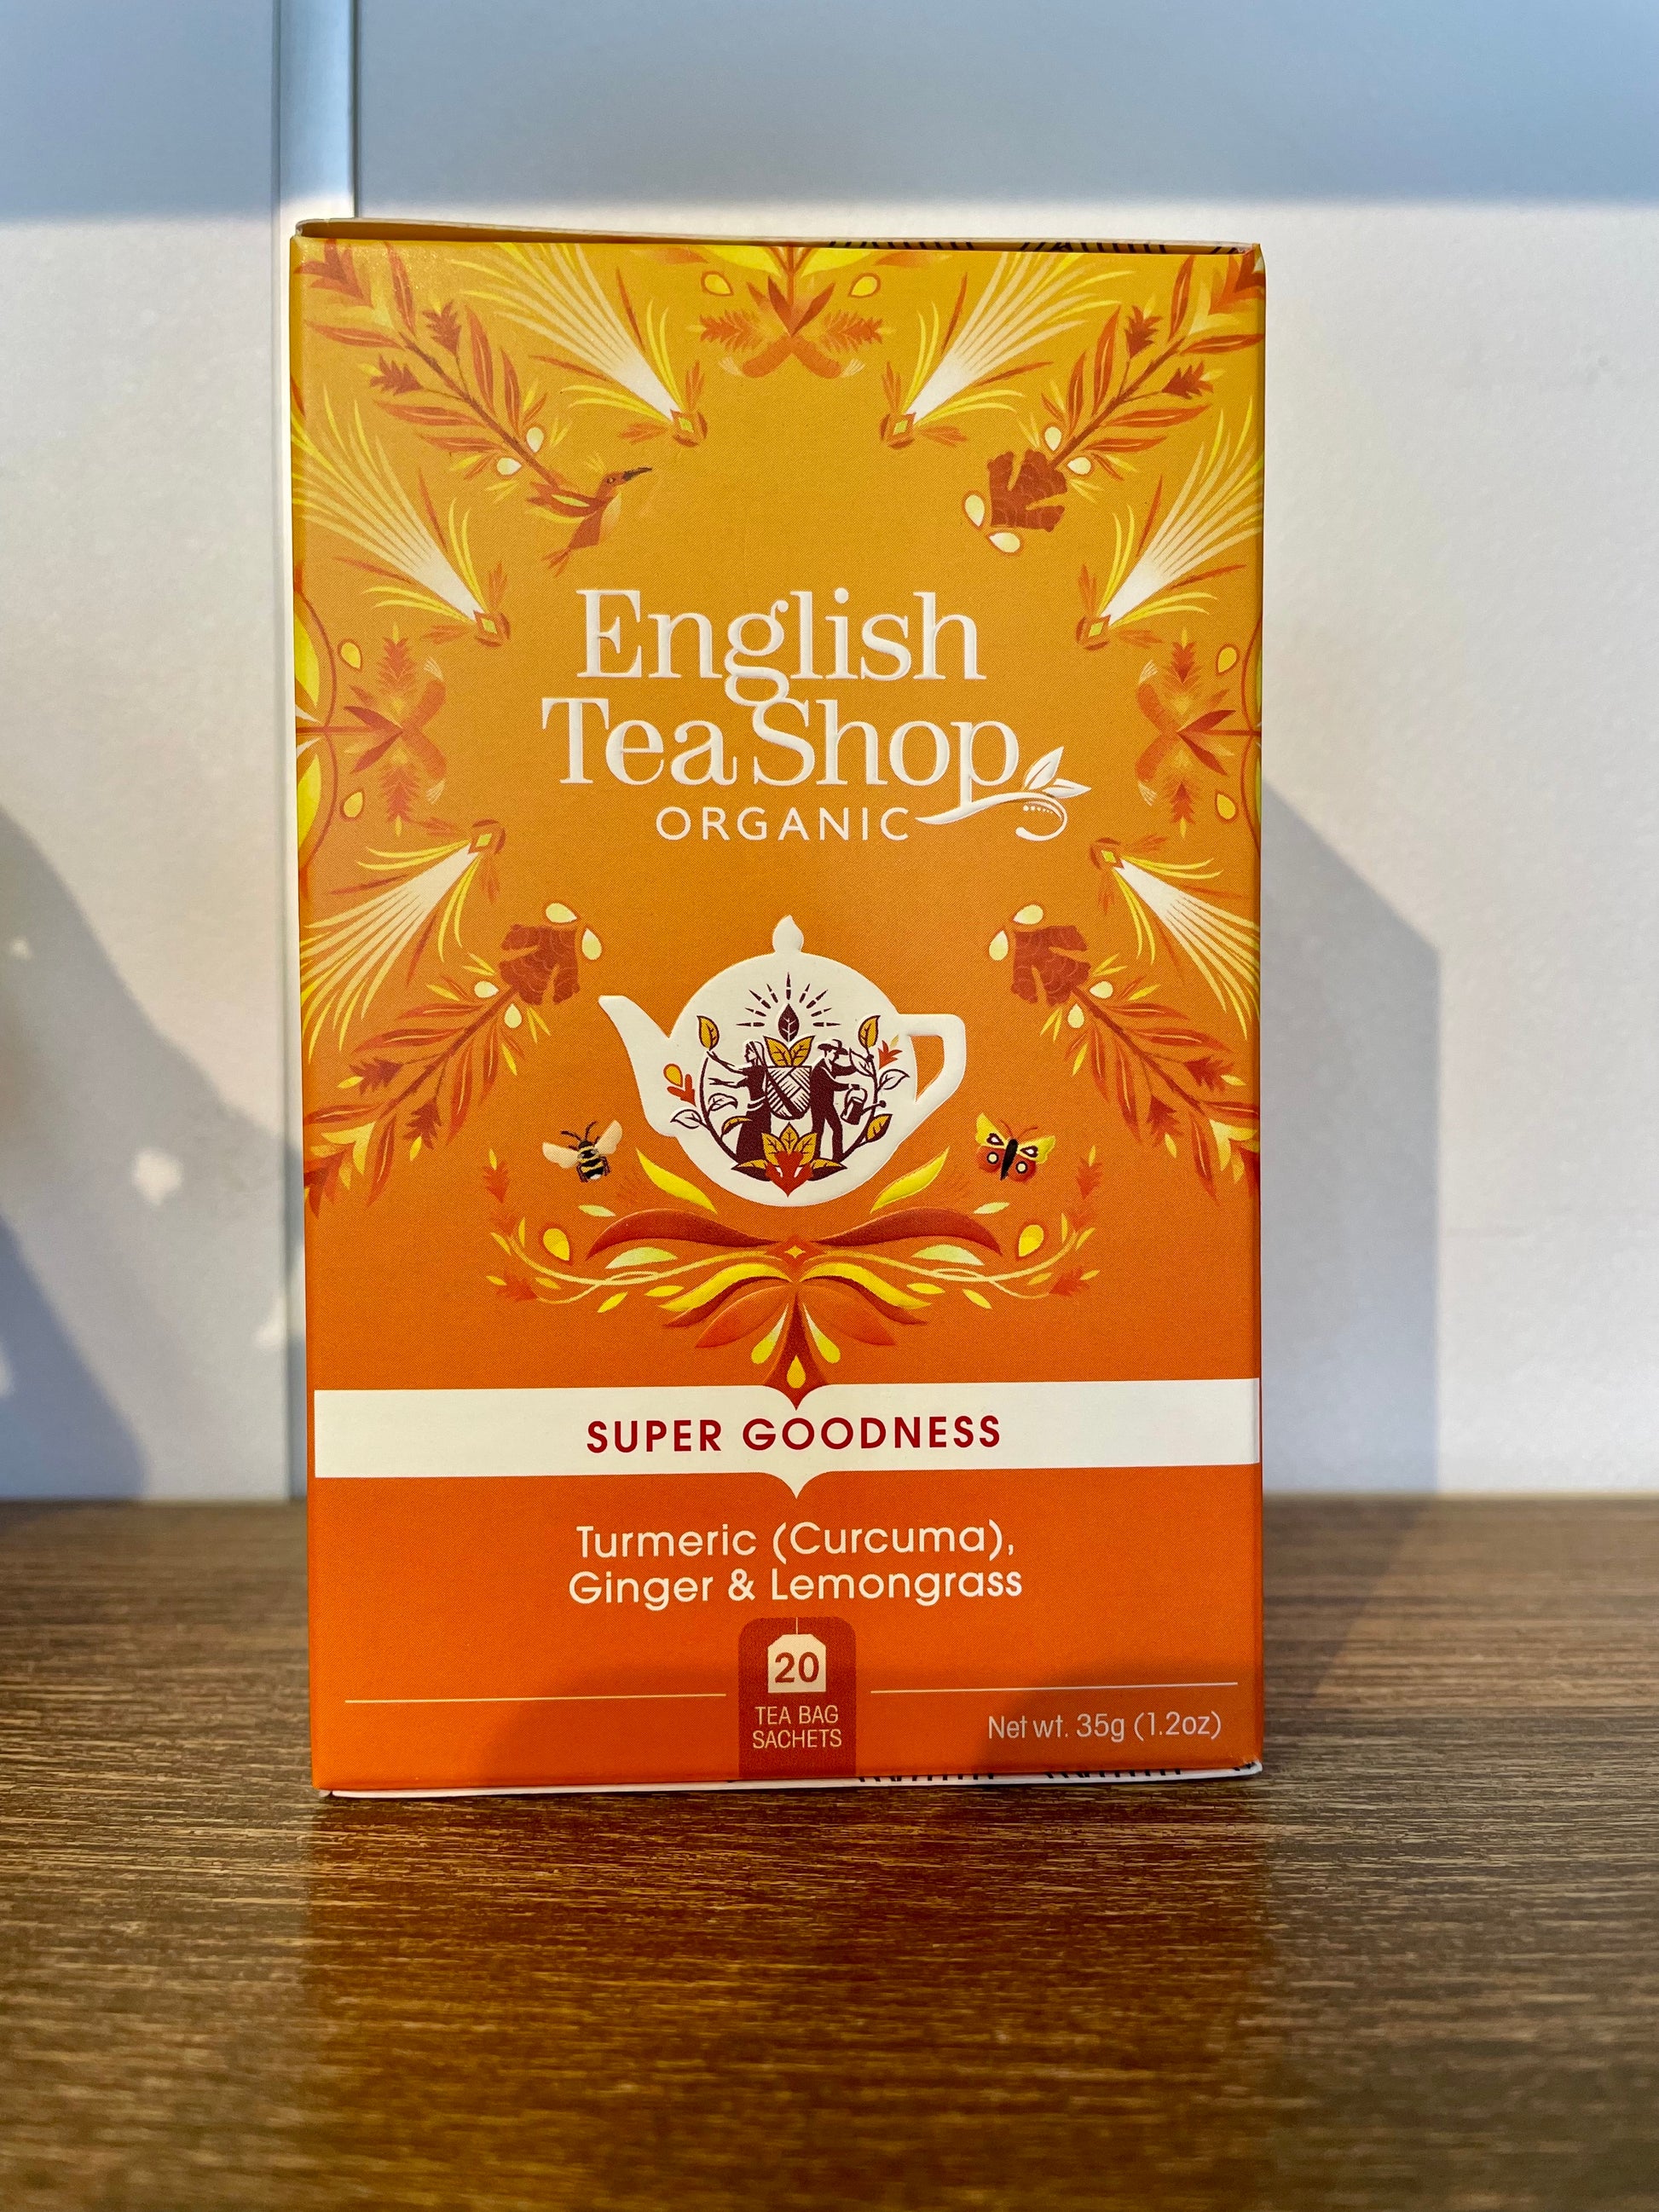 English
Tea Shop
ORGANIC
SUPER GOODNESS
Turmeric (Curcuma),
Ginger & Lemongrass
20
TEA BAG
SACHETS
Net wt. 35g (1.2oz)